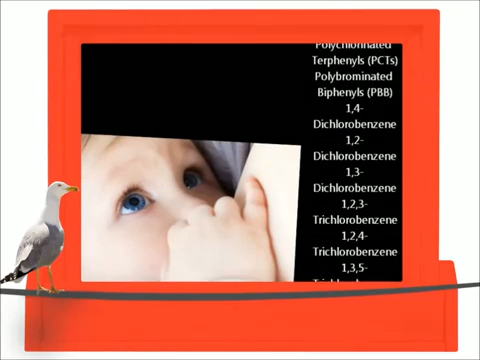 Polychlorinated
Terphenyls (PCTs)
Polybrominated
Biphenyls (PBB)
1,4-
Dichlorobenzene
1,2-
Dichlorobenzene
1,3-
Dichlorobenzene
1,2,3-
Trichlorobenzene
1,2,4-
Trichlorobenzene
1,3,5-